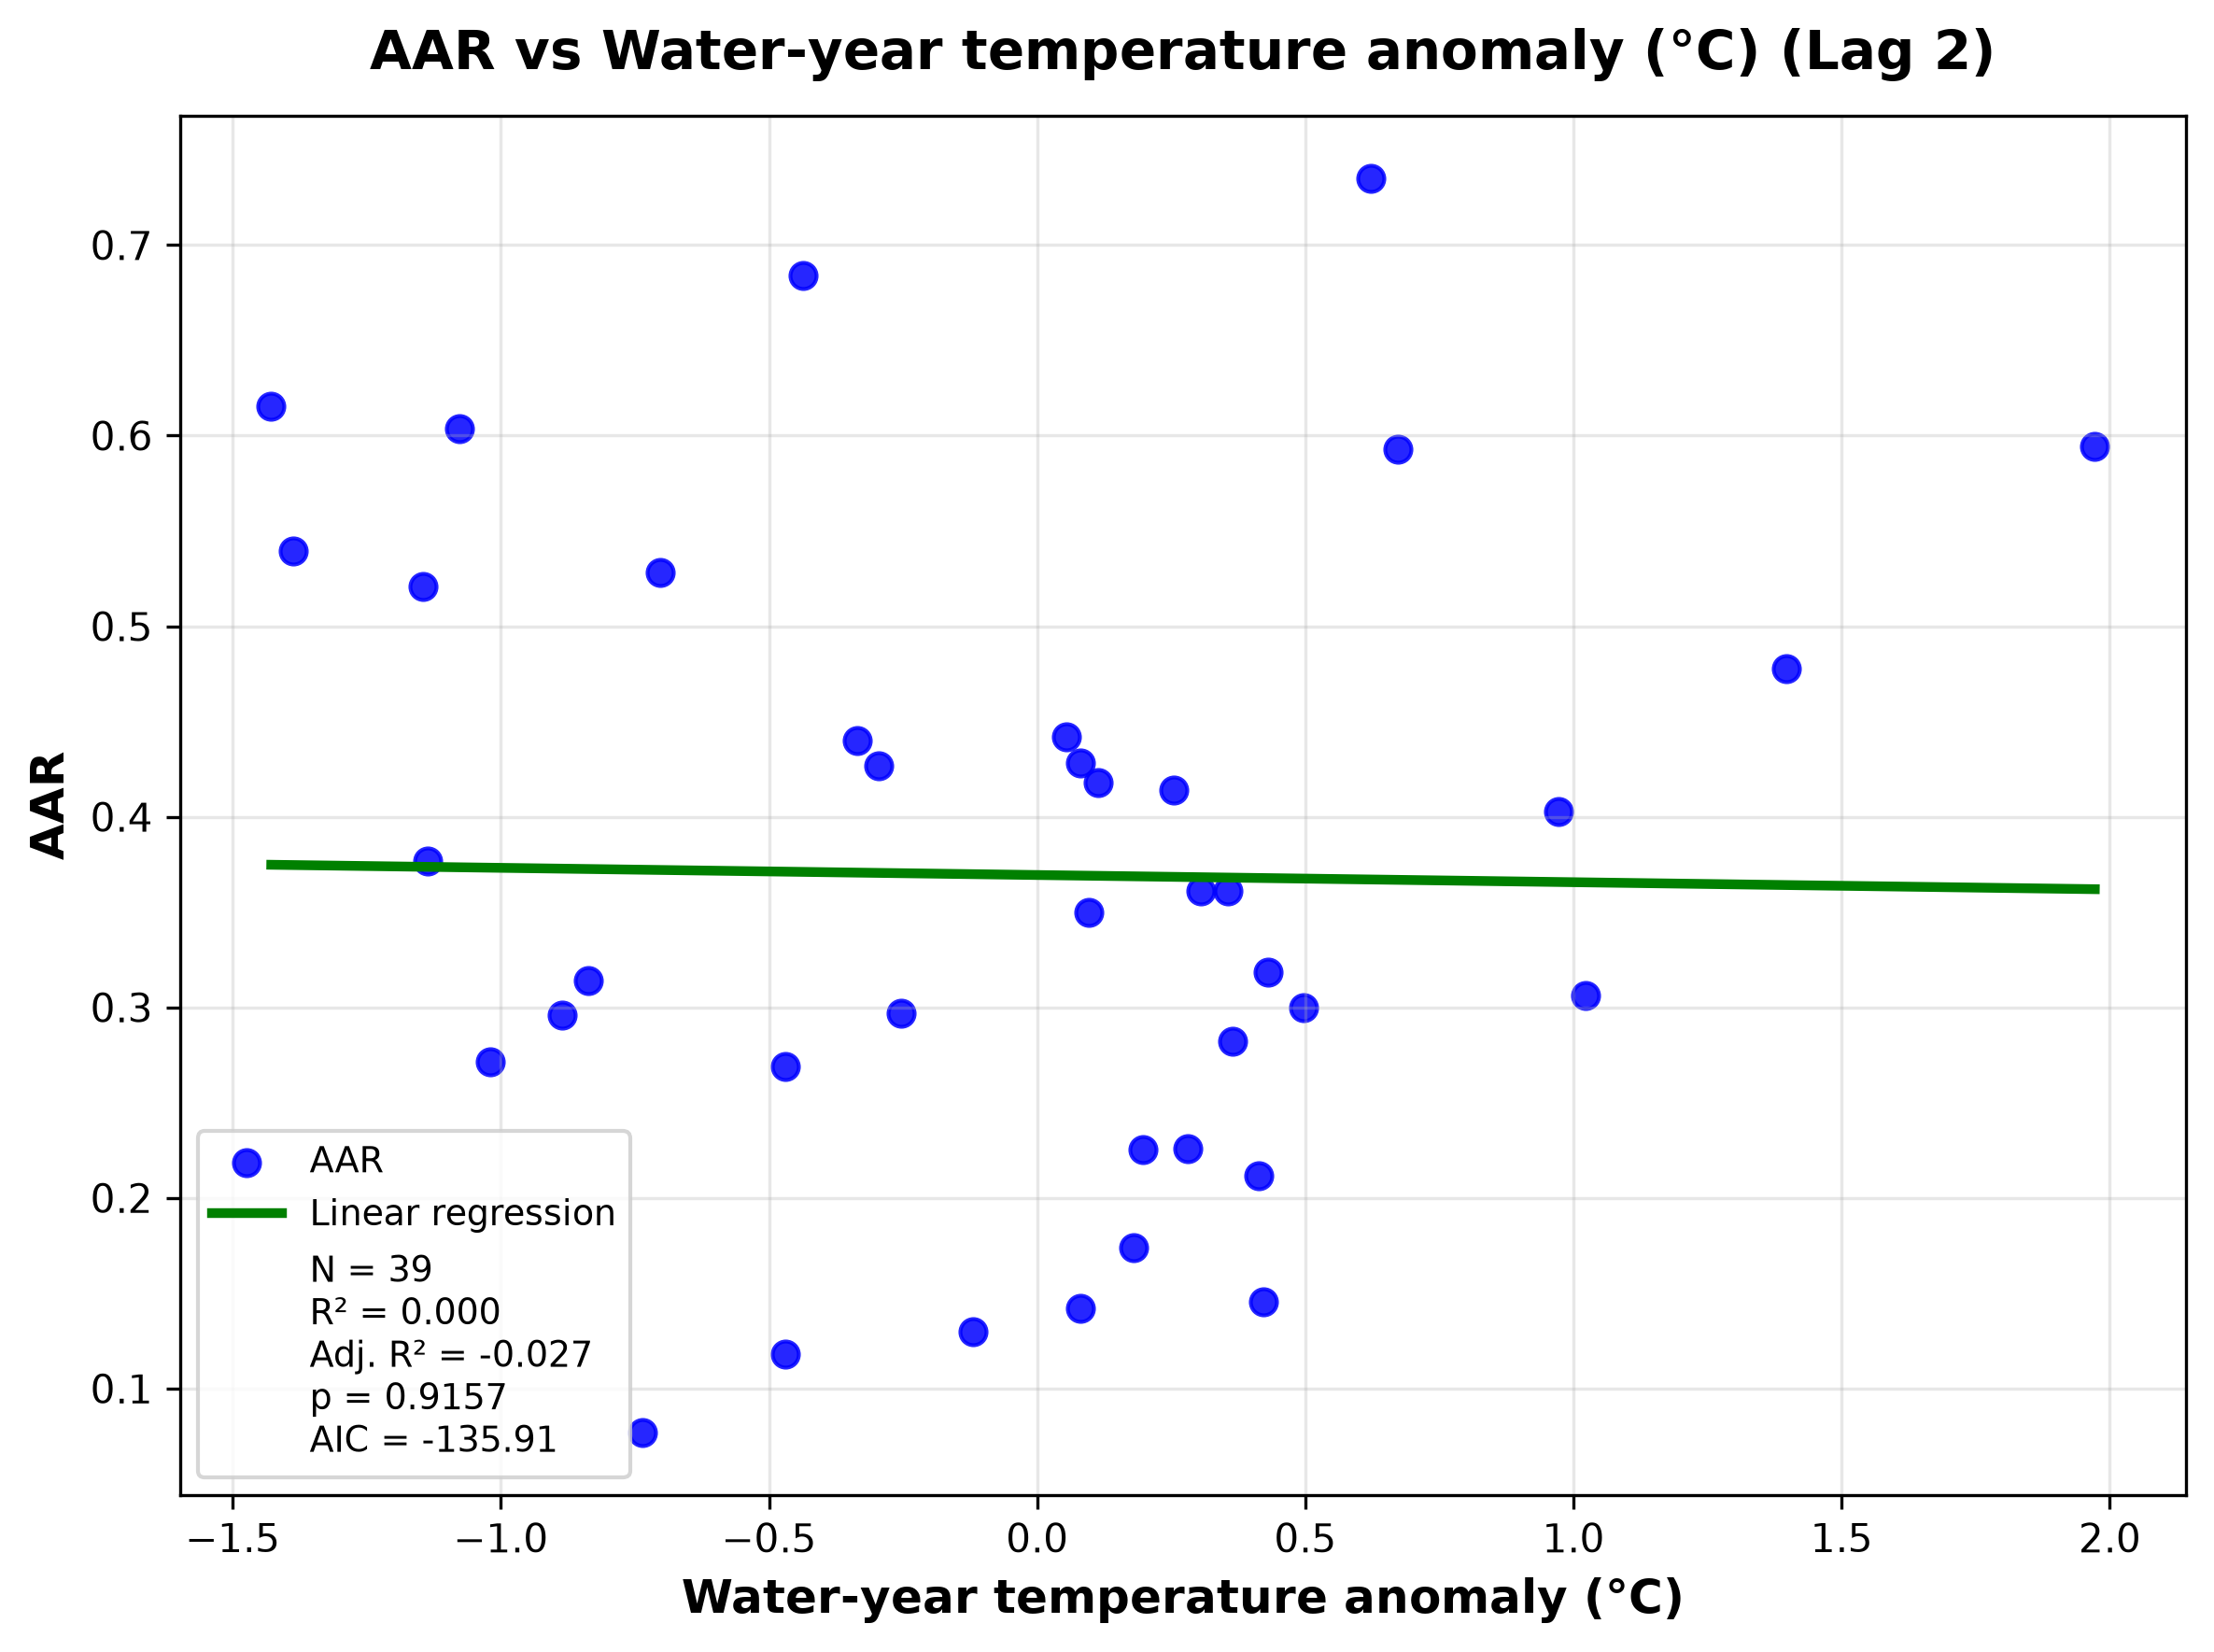 AAR vs Water-year temperature anomaly (°C) (Lag 2)
AAR
0.7
0.6
0.5
0.4
0.3
0.2
0.1
AAR
Linear regression
N = 39
R² = 0.000
Adj. R² = -0.027
p = 0.9157
AIC = -135.91
−1.5 −1.0 −0.5 0.0 0.5 1.0 1.5 2.0
Water-year temperature anomaly (°C)